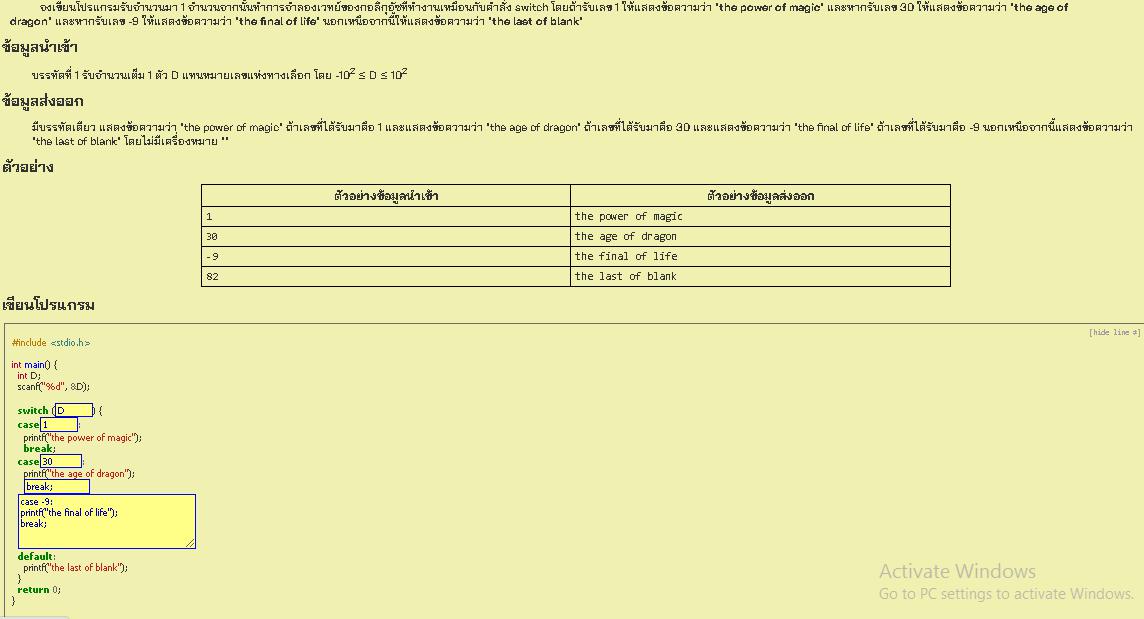 จงเขียนโปรแกรมรับจำนวนมา 1 จำนวนจากนั้นทำการจำลองเวทย์ของกอลิกอัซที่ทำงานเหมือนกับคำสั่ง switch โดยถ้ารับเลข 1 ให้แสดงข้อความว่า "the power of magic" และหากรับเลข 30 ให้แสดงข้อความว่า "the age of
dragon" และหากรับเลข -9 ให้แสดงข้อความว่า "the final of life" นอกเหนือจากนี้ให้แสดงข้อความว่า "the last of blank"
ข้อมูลนำเข้า
บรรทัดที่ 1 รับจำนวนเต็ม 1 ตัว D แทนหมายเลขแห่งทางเลือก โดย -10² ≤ D ≤ 10²
ข้อมูลส่งออก
มีบรรทัดเดียว แสดงข้อความว่า "the power of magic" ถ้าเลขที่ได้รับมาคือ 1 และแสดงข้อความว่า "the age of dragon" ถ้าเลขที่ได้รับมาคือ 30 และแสดงข้อความว่า "the final of life" ถ้าเลขที่ได้รับมาคือ -9 นอกเหนือจากนี้แสดงข้อความว่า
"the last of blank" โดยไม่มีเครื่องหมาย ""
ตัวอย่าง
ตัวอย่างข้อมูลนำเข้า ตัวอย่างข้อมูลส่งออก
1 the power of magic
30 the age of dragon
-9 the final of life
82 the last of blank
เขียนโปรแกรม
[hide line #]
#include <stdio.h>
int main() {
int D;
scanf("%d", &D);
switch (D) {
case 1:
printf("the power of magic");
break;
case 30:
printf("the age of dragon");
break;
case -9:
printf("the final of life");
break;
default:
printf("the last of blank");
}
return 0;
}
Activate Windows
Go to PC settings to activate Windows.